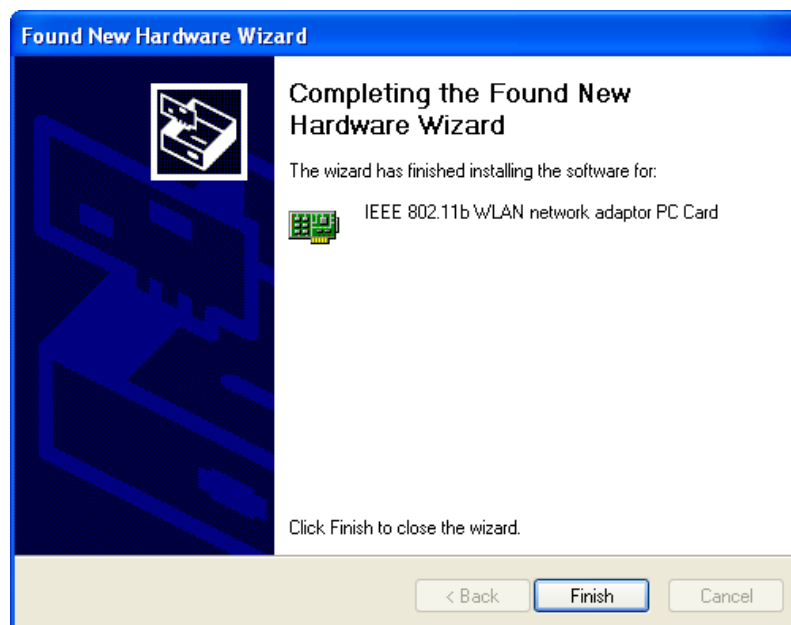 Found New Hardware Wizard
Completing the Found New
Hardware Wizard
The wizard has finished installing the software for:
IEEE 802.11b WLAN network adaptor PC Card
Click Finish to close the wizard.
< Back
Finish
Cancel